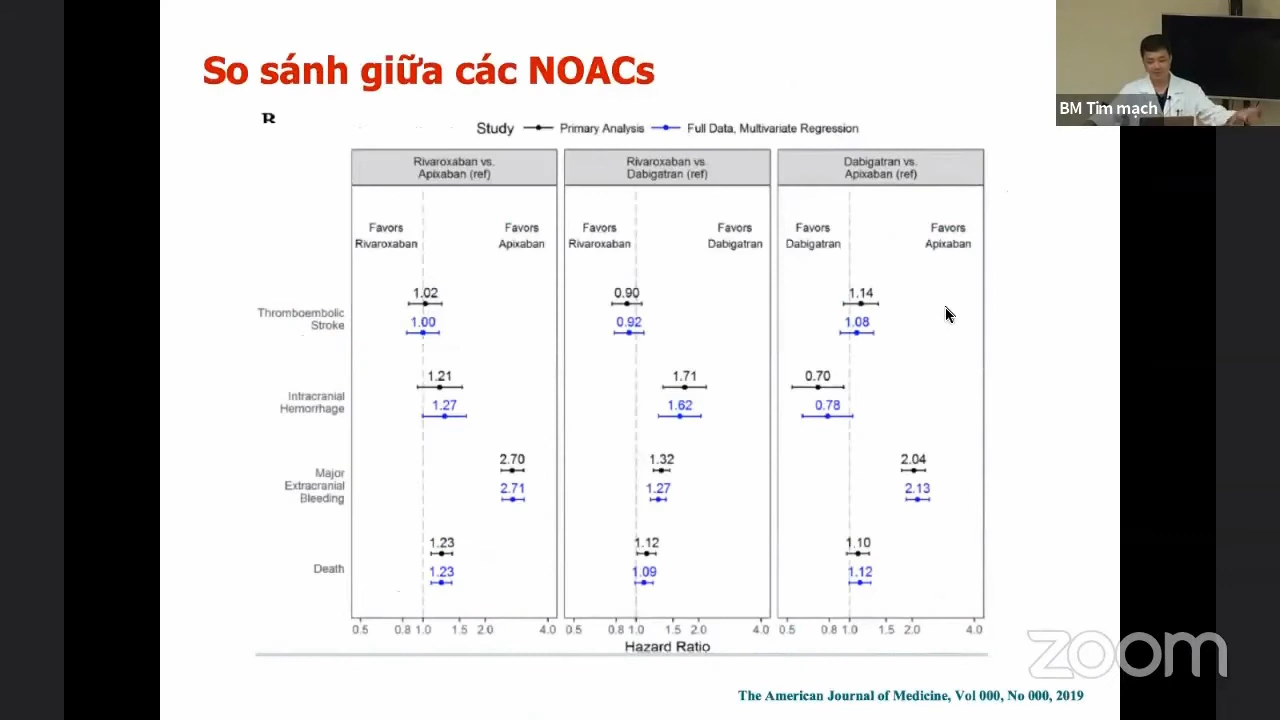 So sánh giữa các NOACs
BM Tim mạch
B
Study Primary Analysis Full Data, Multivariate Regression
Rivaroxaban vs.
Apixaban (ref)
Rivaroxaban vs.
Dabigatran (ref)
Dabigatran vs.
Apixaban (ref)
Favors
Rivaroxaban
Favors
Apixaban
Favors
Rivaroxaban
Favors
Dabigatran
Favors
Dabigatran
Favors
Apixaban
Thromboembolic
Stroke
1.02 0.90 1.14
1.00 0.92 1.08
Intracranial
Hemorrhage
1.21 1.71 0.70
1.27 1.62 0.78
Major
Extracranial
Bleeding
2.70 1.32 2.04
2.71 1.27 2.13
Death
1.23 1.12 1.10
1.23 1.09 1.12
0.5 0.8 1.0 1.5 2.0 4.0 0.5 0.8 1.0 1.5 2.0 4.0 0.5 0.8 1.0 1.5 2.0 4.0
Hazard Ratio
zoom
The American Journal of Medicine, Vol 000, No 000, 2019